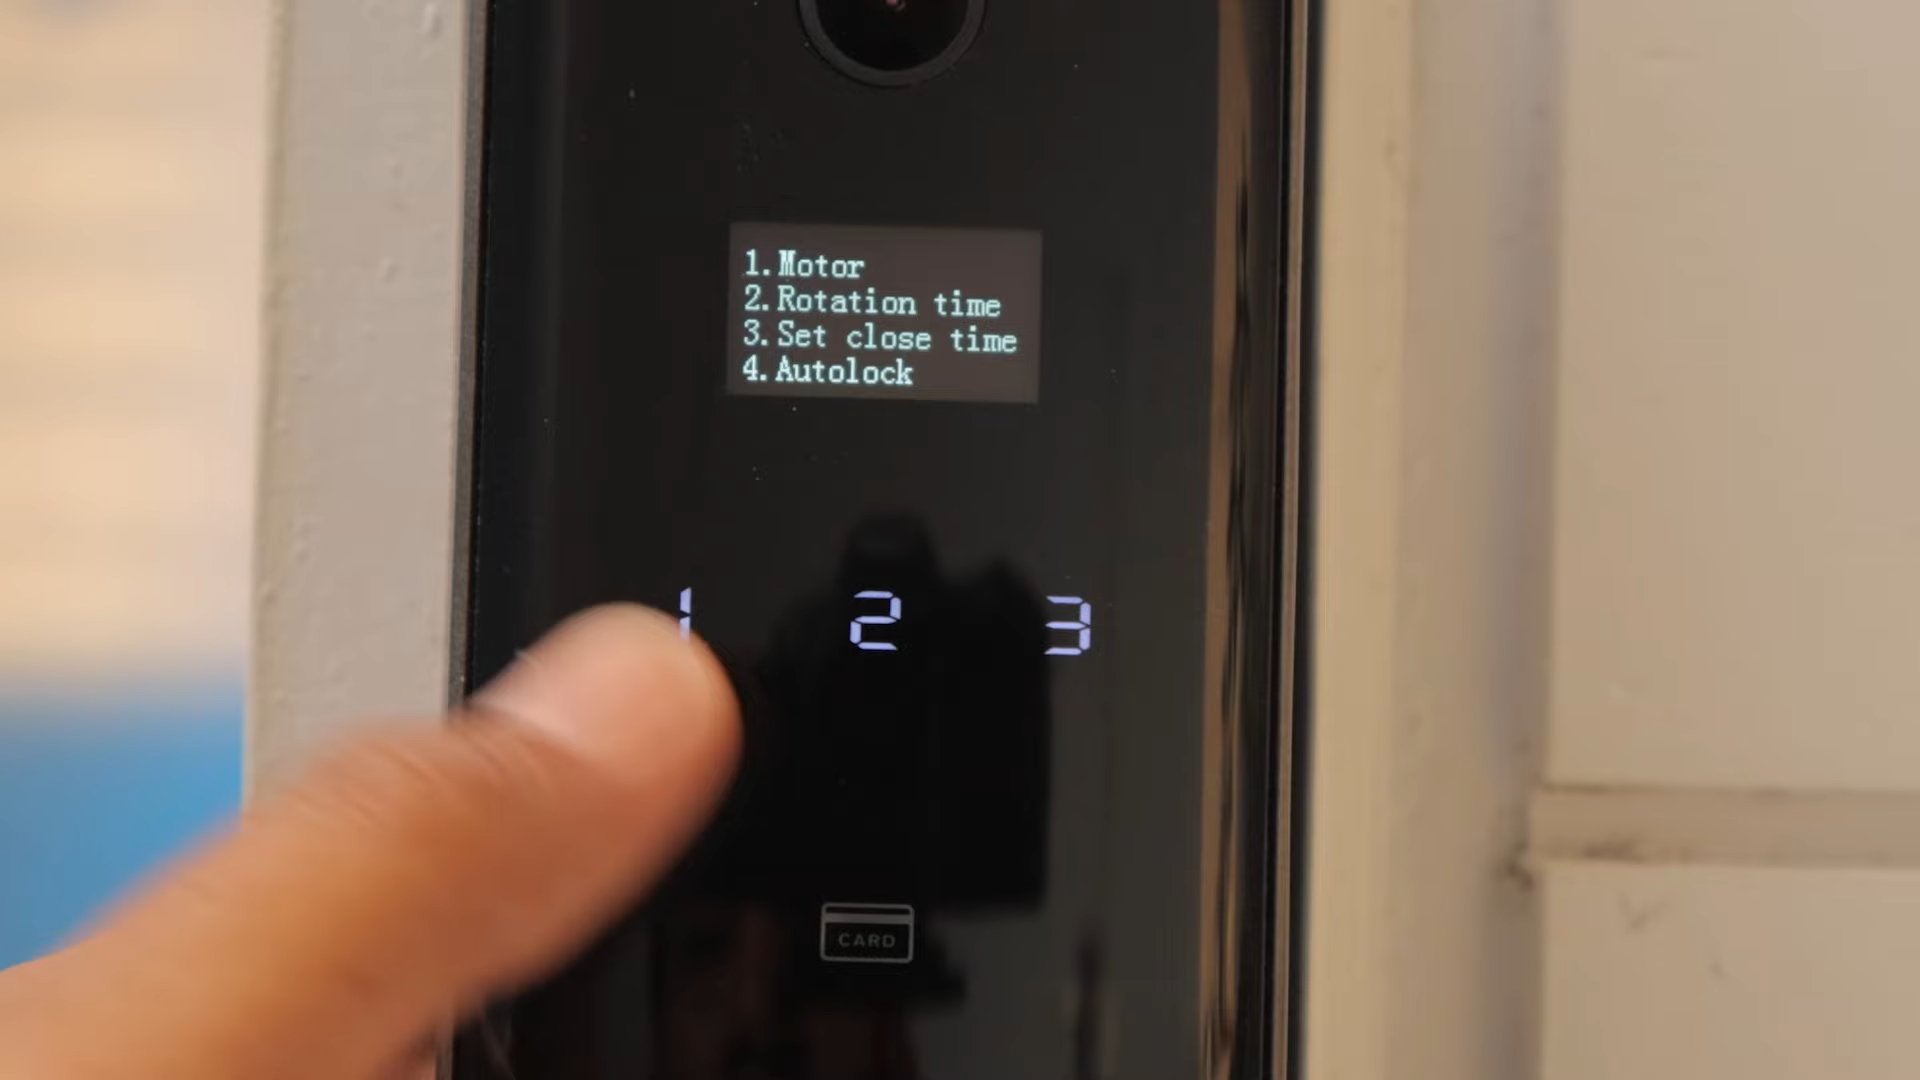 1.Motor
2.Rotation time
3.Set close time
4.Autolock
1 2 3
CARD